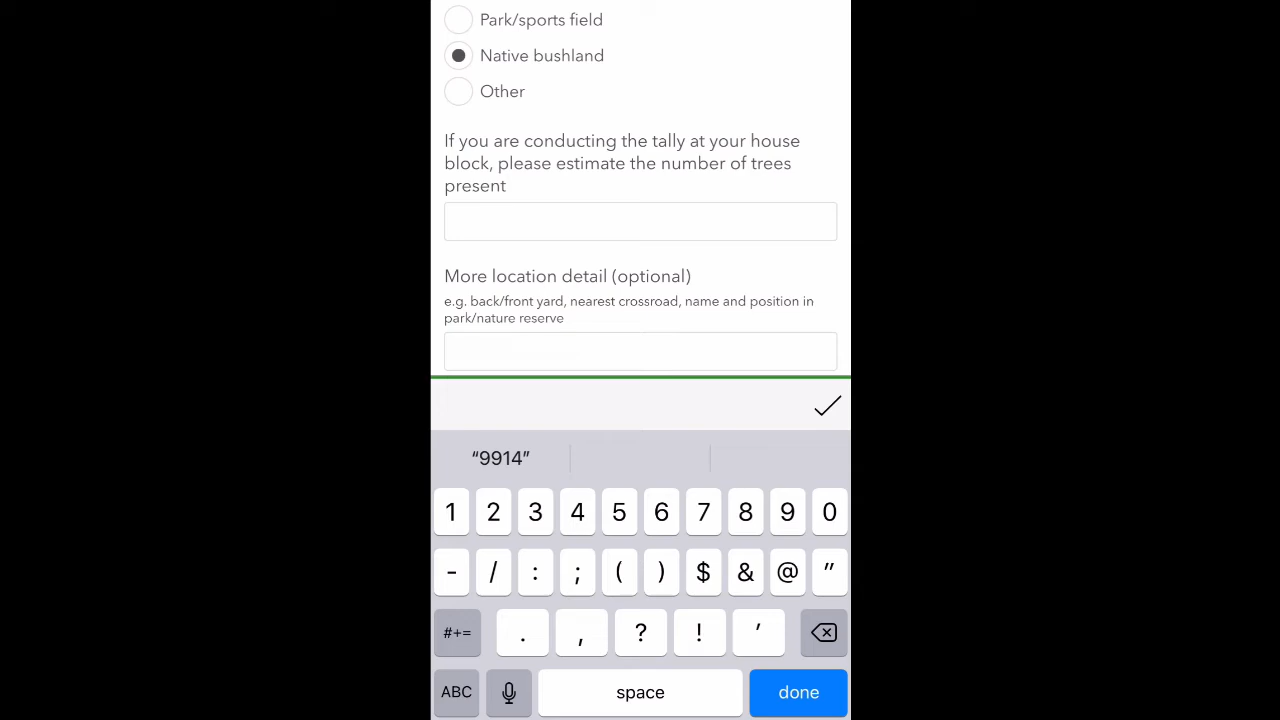 Park/sports field
Native bushland
Other
If you are conducting the tally at your house
block, please estimate the number of trees
present
More location detail (optional)
e.g. back/front yard, nearest crossroad, name and position in
park/nature reserve
“9914”
1 2 3 4 5 6 7 8 9 0
- / : ; ( ) $ & @ "
#+= . , ? ! '
ABC space done